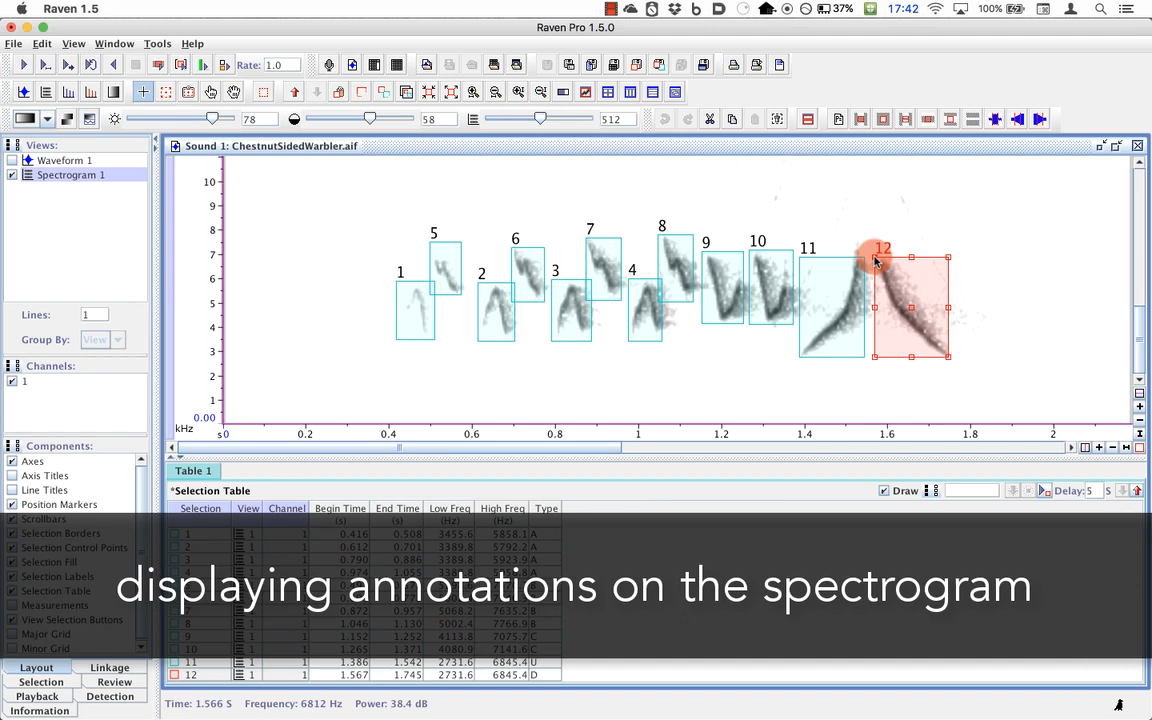 Raven 1.5
37%
17:42
100%
Raven Pro 1.5.0
File Edit View Window Tools Help
Rate: 1.0
78
58
512
Views:
Waveform 1
Spectrogram 1
Lines: 1
Group By: View
Channels:
1
Components:
Axes
Axis Titles
Line Titles
Position Markers
Scrollbars
Selection Borders
Selection Control Points
Selection Fill
Selection Labels
Selection Table
Measurements
View Selection Buttons
Major Grid
Minor Grid
Layout Linkage
Selection Review
Playback Detection
Information
Sound 1: ChestnutSidedWarbler.aif
10
9
8
7
6
5
4
3
2
1
0.00
kHz
s0 0.2 0.4 0.6 0.8 1 1.2 1.4 1.6 1.8 2
1 5 2 6 3 7 4 8 9 10 11 12
Table 1
*Selection Table
Draw
Delay: 5 S
Selection View Channel Begin Time (s) End Time (s) Low Freq (Hz) High Freq (Hz) Type
1 1 1 0.416 0.508 3455.6 5858.1 A
2 1 1 0.612 0.701 3389.8 5792.2 A
3 1 1 0.790 0.886 3389.8 5923.9 A
4 1 1 0.974 1.055
displaying annotations on the spectrogram
1 1 0.872 0.957 5068.2 7635.2 B
8 1 1 1.046 1.130 5002.4 7766.9 B
9 1 1 1.152 1.252 4113.8 7075.7 C
10 1 1 1.265 1.371 4080.9 7141.6 C
11 1 1 1.386 1.542 2731.6 6845.4 U
12 1 1 1.567 1.745 2731.6 6845.4 D
Time: 1.566 S Frequency: 6812 Hz Power: 38.4 dB